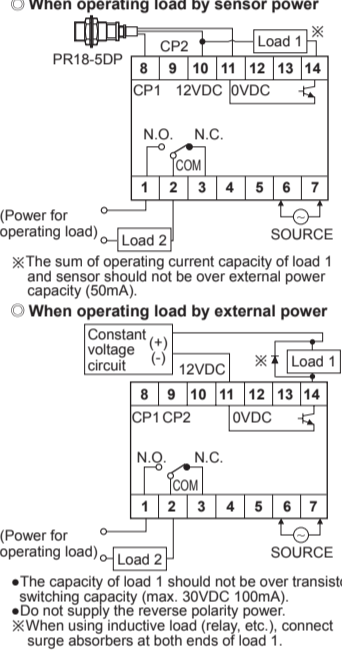 ◎ When operating load by sensor power
PR18-5DP
CP2
Load 1
※
8 9 10 11 12 13 14
CP1 12VDC 0VDC
N.O. N.C.
COM
1 2 3 4 5 6 7
(Power for
operating load)
Load 2
SOURCE
※The sum of operating current capacity of load 1
and sensor should not be over external power
capacity (50mA).
◎ When operating load by external power
Constant
voltage
circuit
(+)
(-)
12VDC
※
Load 1
8 9 10 11 12 13 14
CP1 CP2 0VDC
N.O. N.C.
COM
1 2 3 4 5 6 7
(Power for
operating load)
Load 2
SOURCE
●The capacity of load 1 should not be over transisto
switching capacity (max. 30VDC 100mA).
●Do not supply the reverse polarity power.
※When using inductive load (relay, etc.), connect
surge absorbers at both ends of load 1.